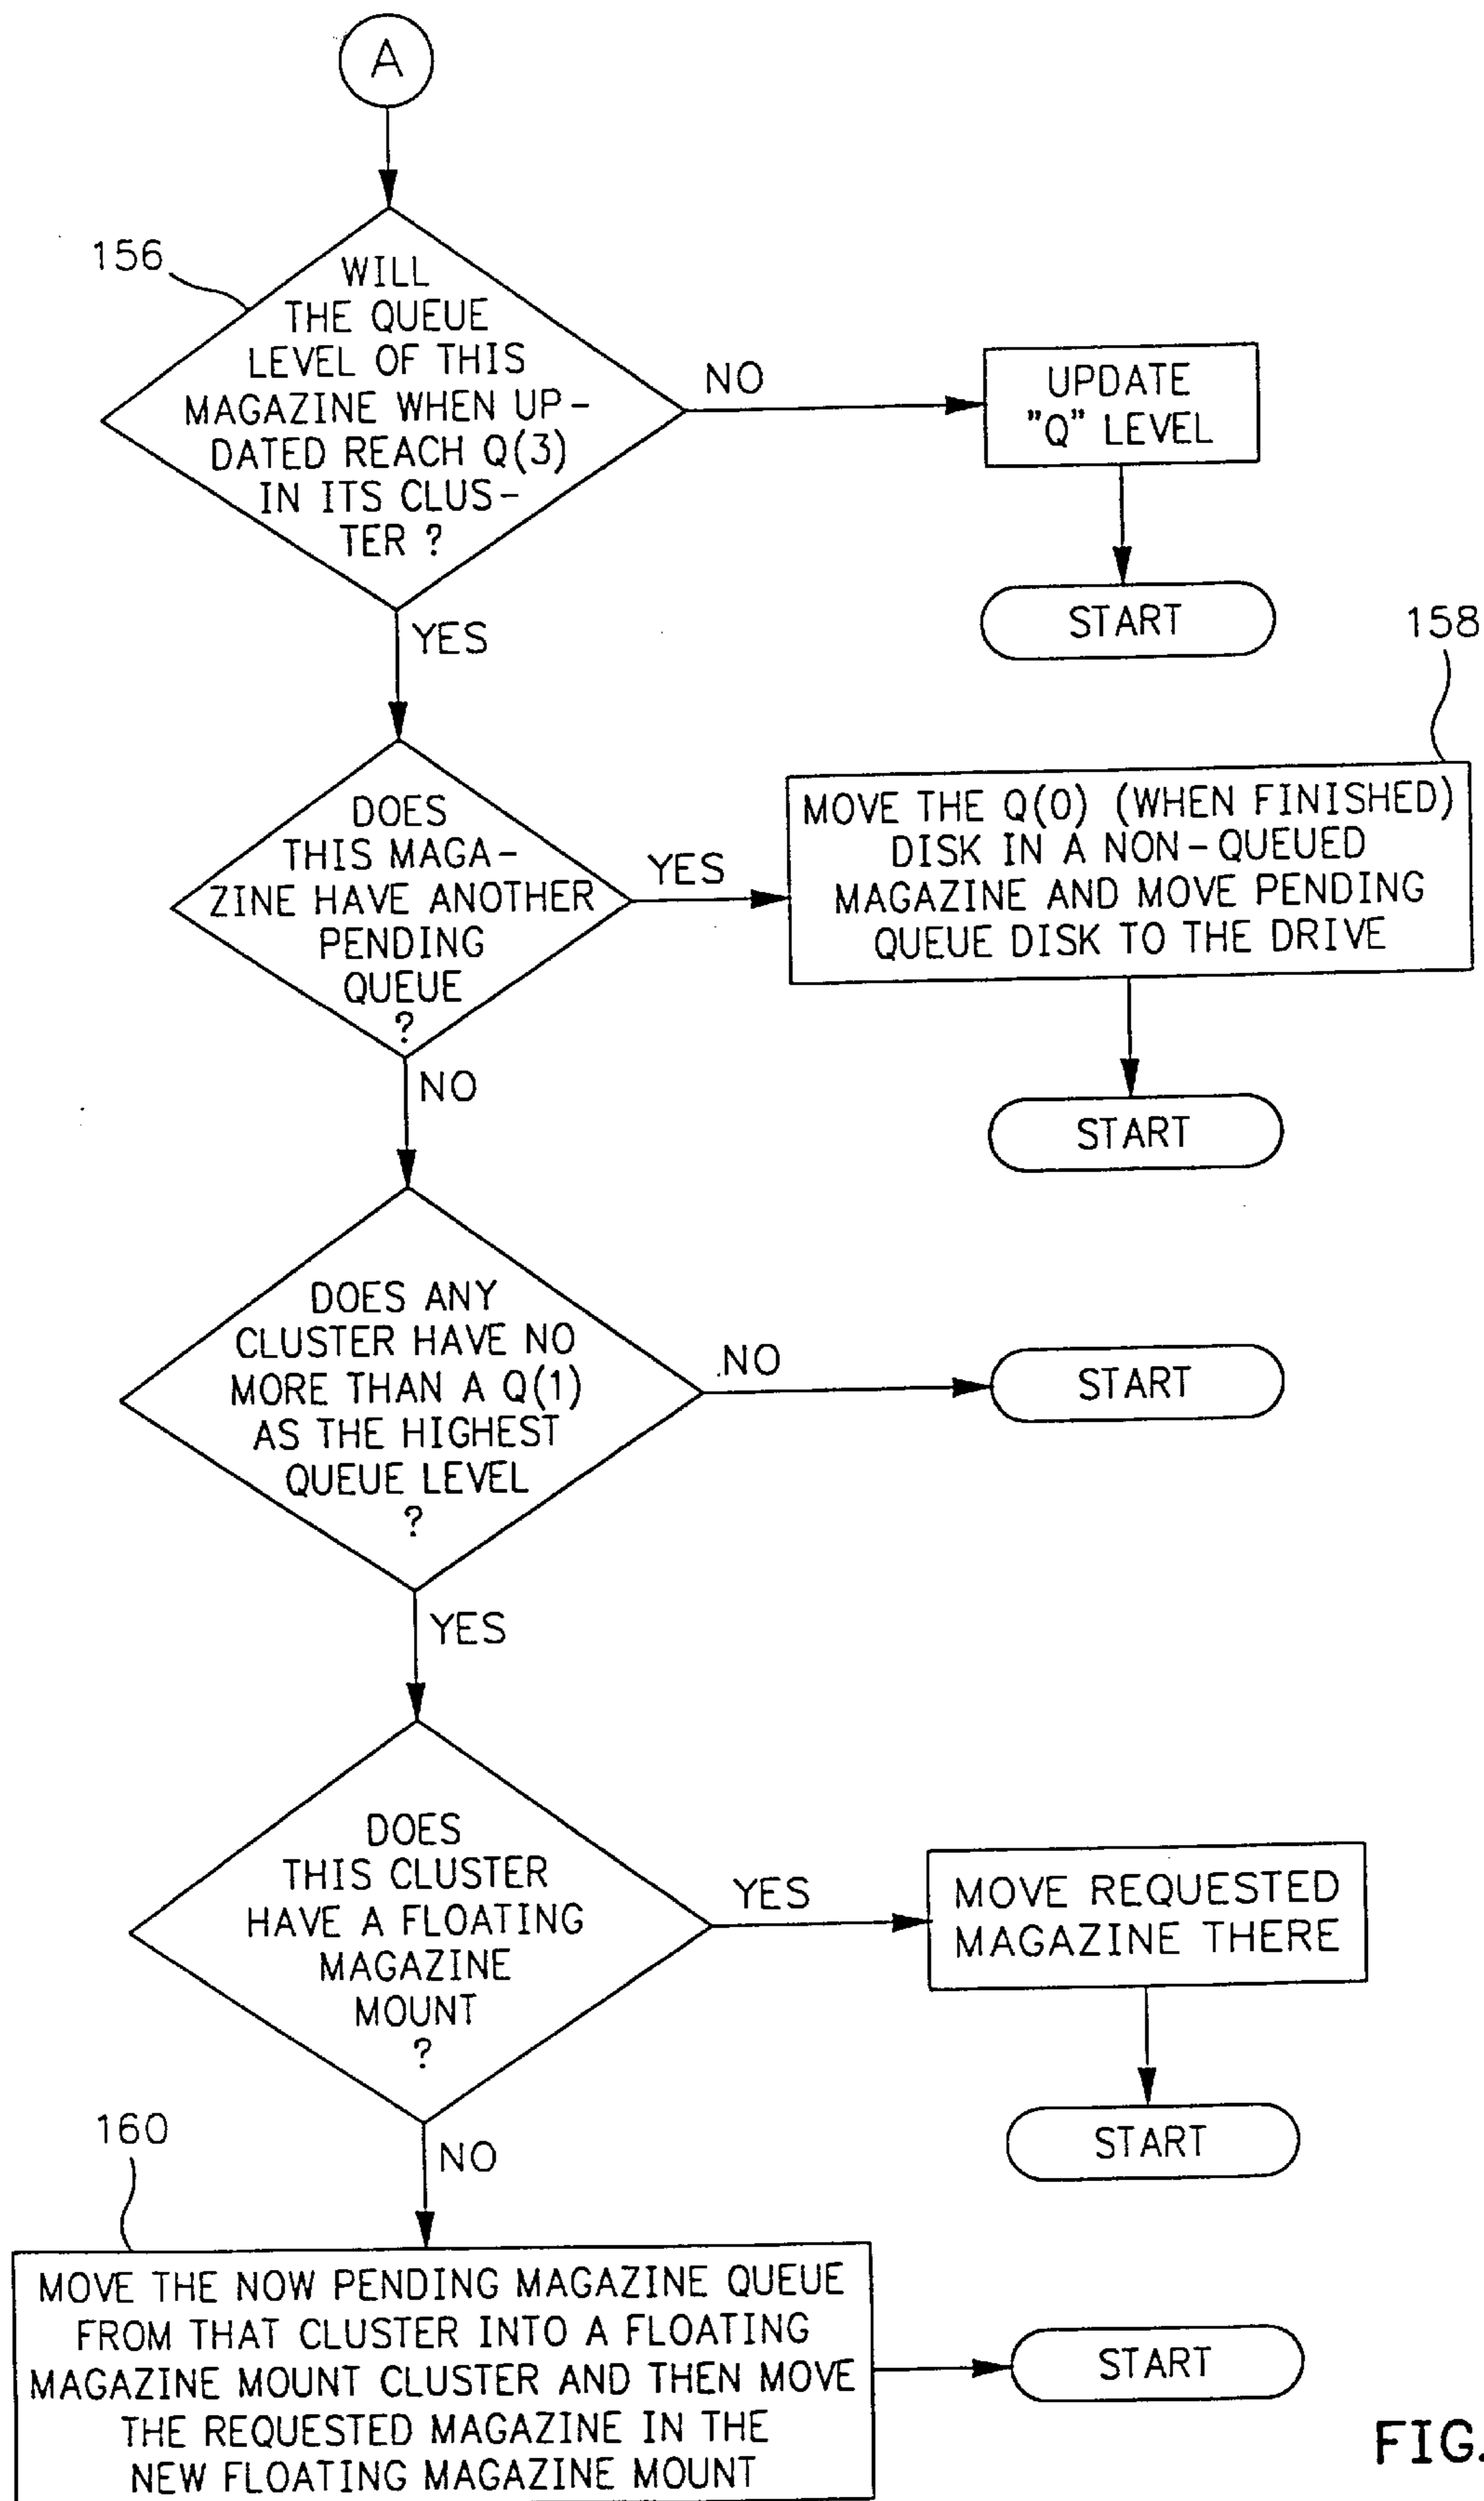 A
156
WILL
THE QUEUE
LEVEL OF THIS
MAGAZINE WHEN UP-
DATED REACH Q(3)
IN ITS CLUS-
TER ?
NO
UPDATE
"Q" LEVEL
START
YES
158
DOES
THIS MAGA-
ZINE HAVE ANOTHER
PENDING
QUEUE
?
YES
MOVE THE Q(0) (WHEN FINISHED)
DISK IN A NON-QUEUED
MAGAZINE AND MOVE PENDING
QUEUE DISK TO THE DRIVE
START
NO
DOES ANY
CLUSTER HAVE NO
MORE THAN A Q(1)
AS THE HIGHEST
QUEUE LEVEL
?
NO
START
YES
DOES
THIS CLUSTER
HAVE A FLOATING
MAGAZINE
MOUNT
?
YES
MOVE REQUESTED
MAGAZINE THERE
START
NO
160
MOVE THE NOW PENDING MAGAZINE QUEUE
FROM THAT CLUSTER INTO A FLOATING
MAGAZINE MOUNT CLUSTER AND THEN MOVE
THE REQUESTED MAGAZINE IN THE
NEW FLOATING MAGAZINE MOUNT
START
FIG.